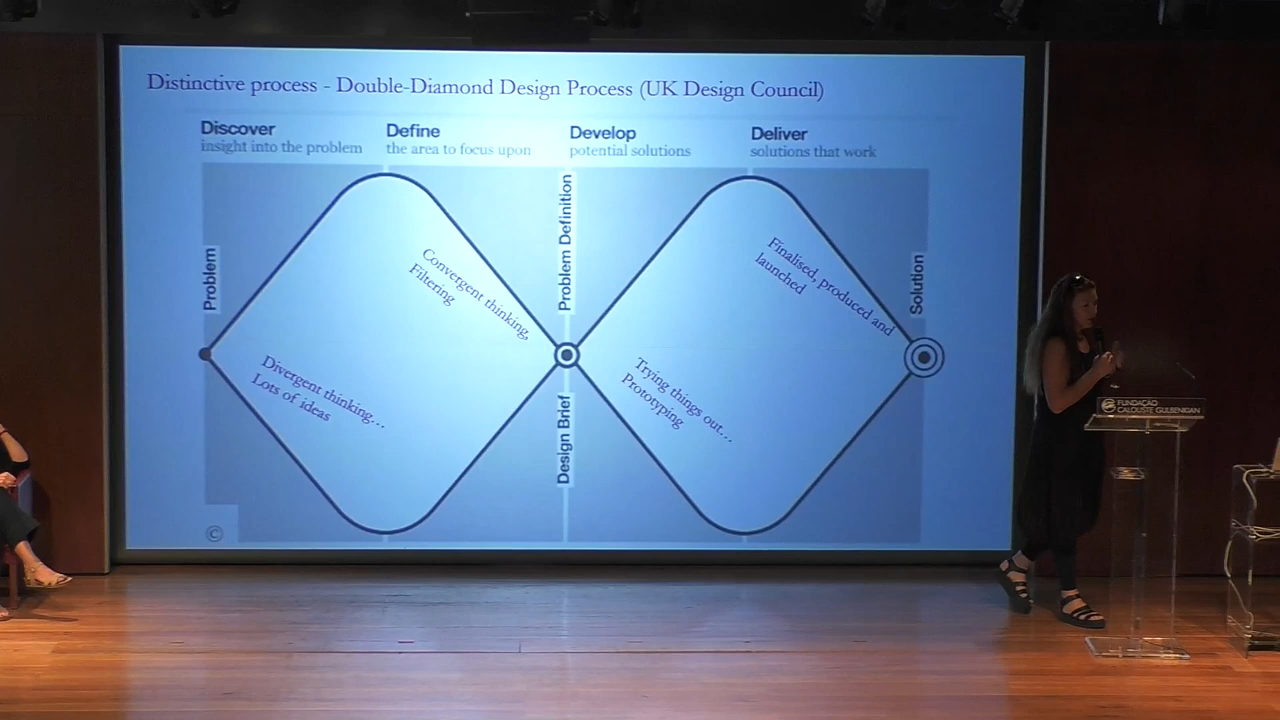 Distinctive process - Double-Diamond Design Process (UK Design Council)
Discover
insight into the problem
Define
the area to focus upon
Develop
potential solutions
Deliver
solutions that work
Problem
Divergent thinking...
Lots of ideas
Convergent thinking,
Filtering
Problem Definition
Design Brief
Trying things out...
Prototyping
Finalised, produced and
launched
Solution
©
FUNDAÇÃO
CALOUSTE GULBENKIAN